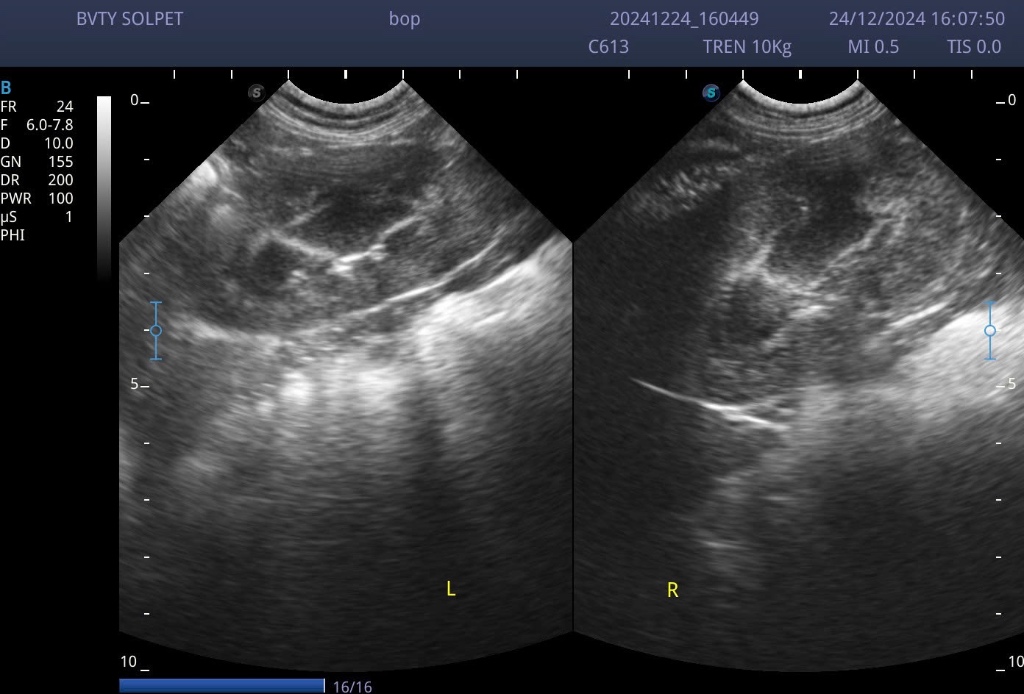 BVTY SOLPET bop 20241224_160449 24/12/2024 16:07:50
C613 TREN 10Kg MI 0.5 TIS 0.0
B
FR 24
F 6.0-7.8
D 10.0
GN 155
DR 200
PWR 100
µS 1
PHI
S
S
0
0
5
5
L
R
10
10
16/16